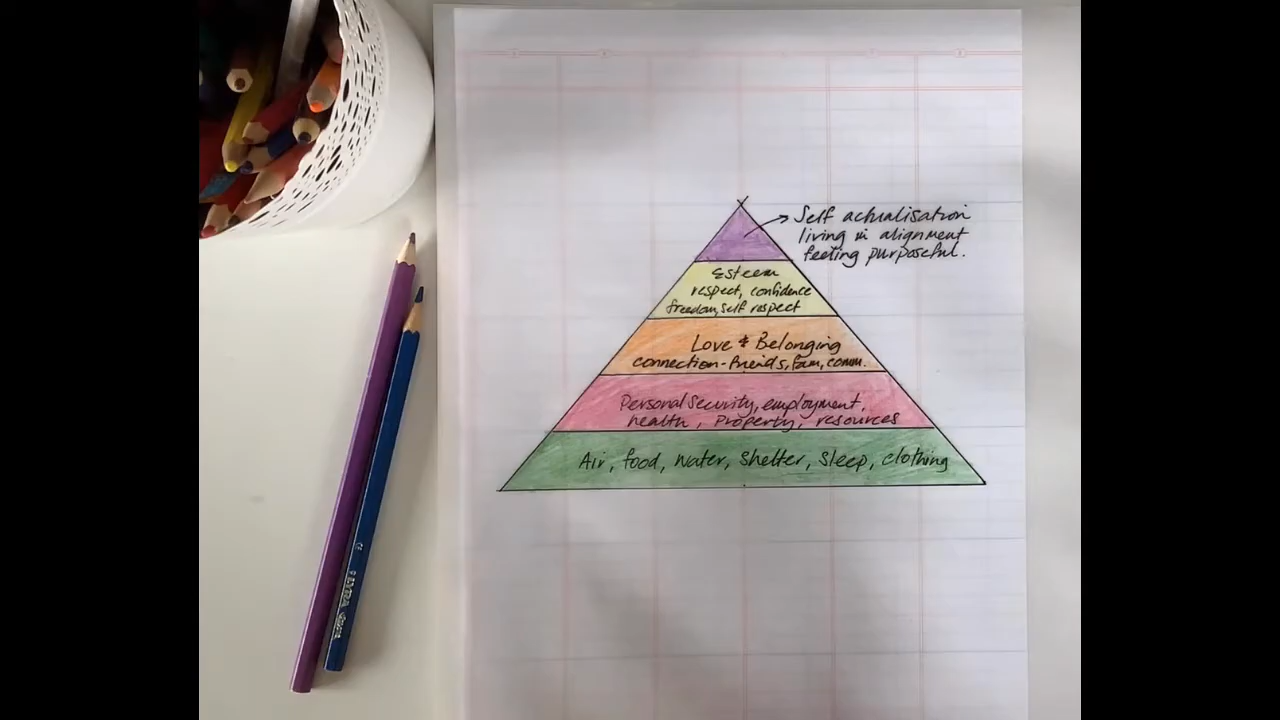 Self actualisation
living in alignment
feeling purposeful.
Esteem
respect, confidence
freedom, self respect
Love & Belonging
connection-friends, fam, comm.
Personal Security, employment,
health, property, resources
Air, food, water, shelter, sleep, clothing